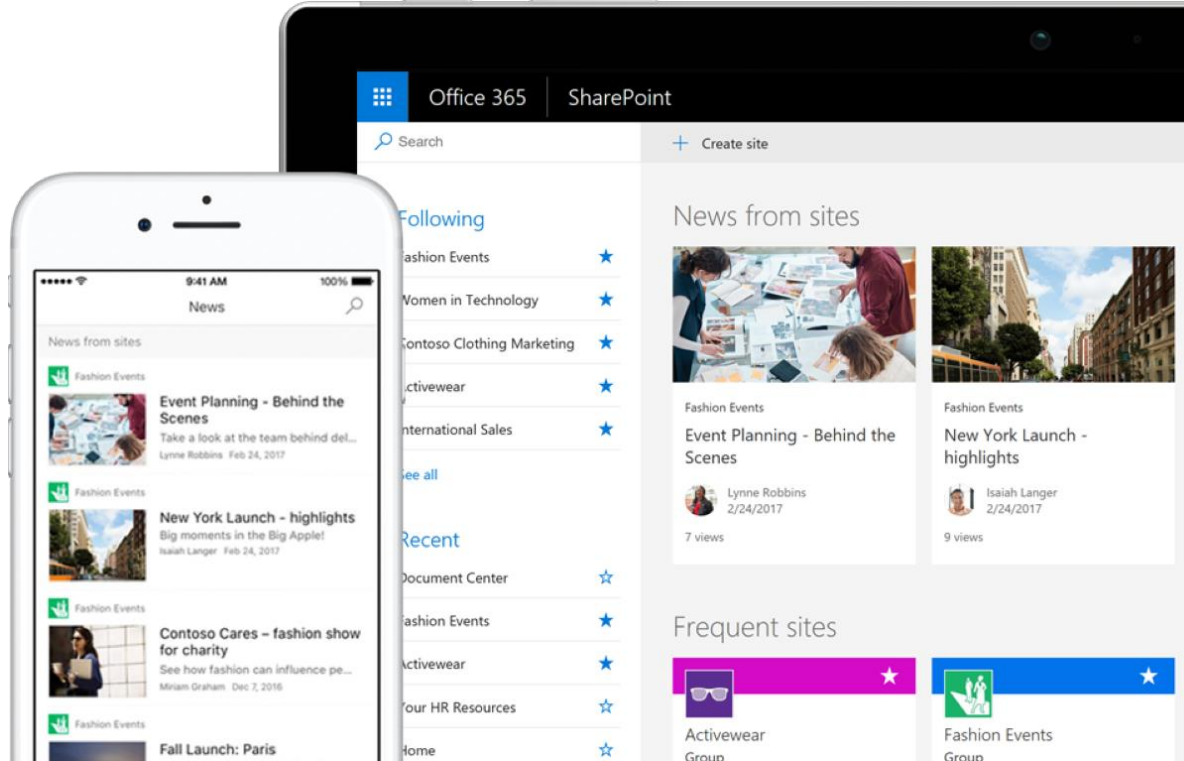 Office 365
SharePoint
Search
Create site
Following
ashion Events
Women in Technology
Contoso Clothing Marketing
ctivewear
nternational Sales
ee all
Recent
Document Center
ashion Events
Activewear
Your HR Resources
Home
News from sites
Fashion Events
Event Planning - Behind the
Scenes
Lynne Robbins
2/24/2017
7 views
Fashion Events
New York Launch -
highlights
Isaiah Langer
2/24/2017
9 views
Frequent sites
Activewear
Group
Fashion Events
Group
9:41 AM
100%
News
News from sites
Fashion Events
Event Planning - Behind the
Scenes
Take a look at the team behind del...
Lynne Robbins Feb 24, 2017
Fashion Events
New York Launch - highlights
Big moments in the Big Apple!
Isaiah Langer Feb 24, 2017
Fashion Events
Contoso Cares – fashion show
for charity
See how fashion can influence pe...
Miriam Graham Dec 7, 2016
Fashion Events
Fall Launch: Paris